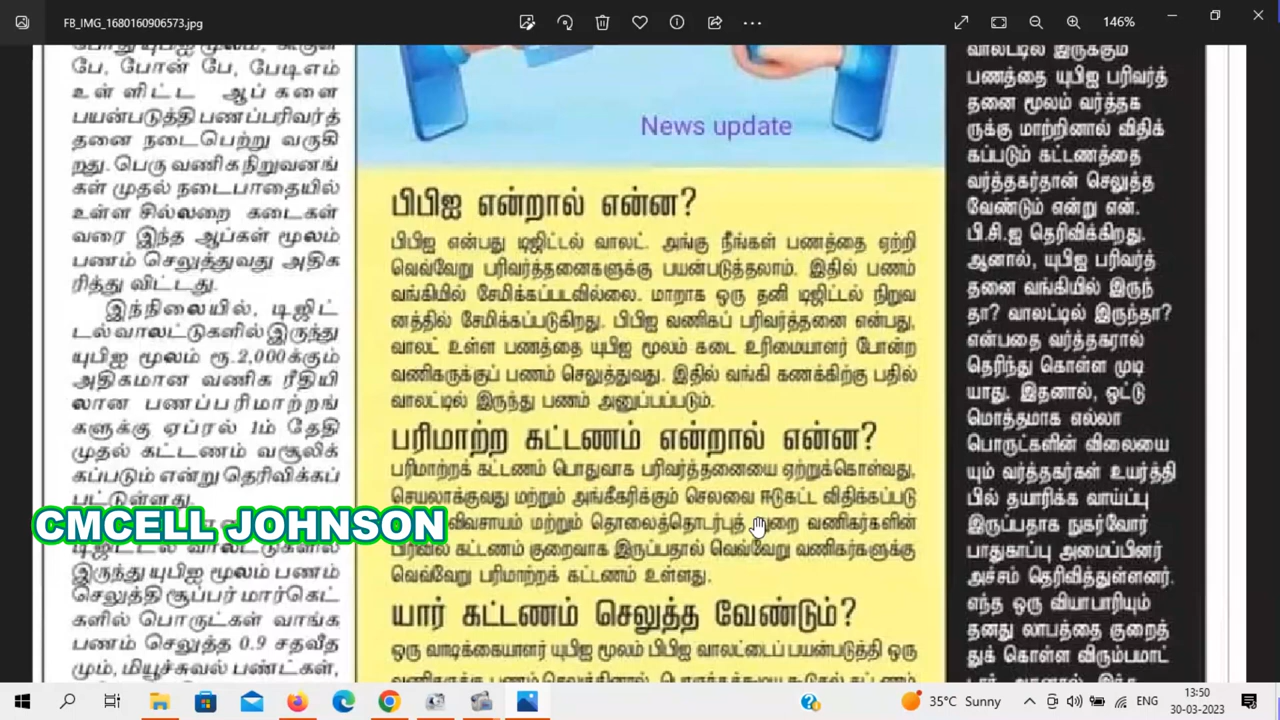 FB_IMG_1680160906573.jpg
146%
பே, போன் பே, பேடிஎம்
உள்ளிட்ட ஆப் களை
பயன்படுத்தி பணப்பரிவர்த்
தனை நடைபெற்று வருகி
றது. பெரு வணிக நிறுவனங்
கள் முதல் நடைபாதையில்
உள்ள சில்லறை கடைகள்
வரை இந்த ஆப்கள் மூலம்
பணம் செலுத்துவது அதிக
ரித்து விட்டது.
இந்நிலையில், டிஜிட்
டல் வாலட்டுகளில் இருந்து
யுபிஐ மூலம் ரூ.2,000க்கும்
அதிகமான வணிக ரீதியி
லான பணப்பரிமாற்றங்
களுக்கு ஏப்ரல் 1ம் தேதி
முதல் கட்டணம் வசூலிக்
கப்படும் என்று தெரிவிக்கப்
பட்டுள்ளது.
CMCELL JOHNSON
டிஜிட்டல் வாலட்டுகளில்
இருந்து யுபிஐ மூலம் பணம்
செலுத்தி சூப்பர் மார்கெட்
களில் பொருட்கள் வாங்க
பணம் செலுத்த 0.9 சதவீத
மும், மியூச்சுவல் பண்ட்கள்,
News update
பிபிஐ என்றால் என்ன?
பிபிஐ என்பது டிஜிட்டல் வாலட். அங்கு நீங்கள் பணத்தை ஏற்றி
வெவ்வேறு பரிவர்த்தனைகளுக்கு பயன்படுத்தலாம். இதில் பணம்
வங்கியில் சேமிக்கப்படவில்லை. மாறாக ஒரு தனி டிஜிட்டல் நிறுவ
னத்தில் சேமிக்கப்படுகிறது. பிபிஐ வணிகப் பரிவர்த்தனை என்பது,
வாலட் உள்ள பணத்தை யுபிஐ மூலம் கடை உரிமையாளர் போன்ற
வணிகருக்குப் பணம் செலுத்துவது. இதில் வங்கி கணக்கிற்கு பதில்
வாலட்டில் இருந்து பணம் அனுப்பப்படும்.
பரிமாற்ற கட்டணம் என்றால் என்ன?
பரிமாற்றக் கட்டணம் பொதுவாக பரிவர்த்தனையை ஏற்றுக்கொள்வது,
செயலாக்குவது மற்றும் அங்கீகரிக்கும் செலவை ஈடுகட்ட விதிக்கப்படு
விவசாயம் மற்றும் தொலைத்தொடர்புத் துறை வணிகர்களின்
பிரிவில் கட்டணம் குறைவாக இருப்பதால் வெவ்வேறு வணிகர்களுக்கு
வெவ்வேறு பரிமாற்றக் கட்டணம் உள்ளது.
யார் கட்டணம் செலுத்த வேண்டும்?
ஒரு வாடிக்கையாளர் யுபிஐ மூலம் பிபிஐ வாலட்டைப் பயன்படுத்தி ஒரு
வாலட்டில் இருக்கும்
பணத்தை யுபிஐ பரிவர்த்
தனை மூலம் வர்த்தக
ருக்கு மாற்றினால் விதிக்
கப்படும் கட்டணத்தை
வர்த்தகர்தான் செலுத்த
வேண்டும் என்று என்.
பி.சி.ஐ தெரிவிக்கிறது.
ஆனால், யுபிஐ பரிவர்த்
தனை வங்கியில் இருந்
தா? வாலட்டில் இருந்தா?
என்பதை வர்த்தகரால்
தெரிந்து கொள்ள முடி
யாது. இதனால், ஒட்டு
மொத்தமாக எல்லா
பொருட்களின் விலையை
யும் வர்த்தகர்கள் உயர்த்தி
பில் தயாரிக்க வாய்ப்பு
இருப்பதாக நுகர்வோர்
பாதுகாப்பு அமைப்பினர்
அச்சம் தெரிவித்துள்ளனர்.
எந்த ஒரு வியாபாரியும்
தனது லாபத்தை குறைத்
துக் கொள்ள விரும்பமாட்
35°C Sunny
ENG
13:50
30-03-2023